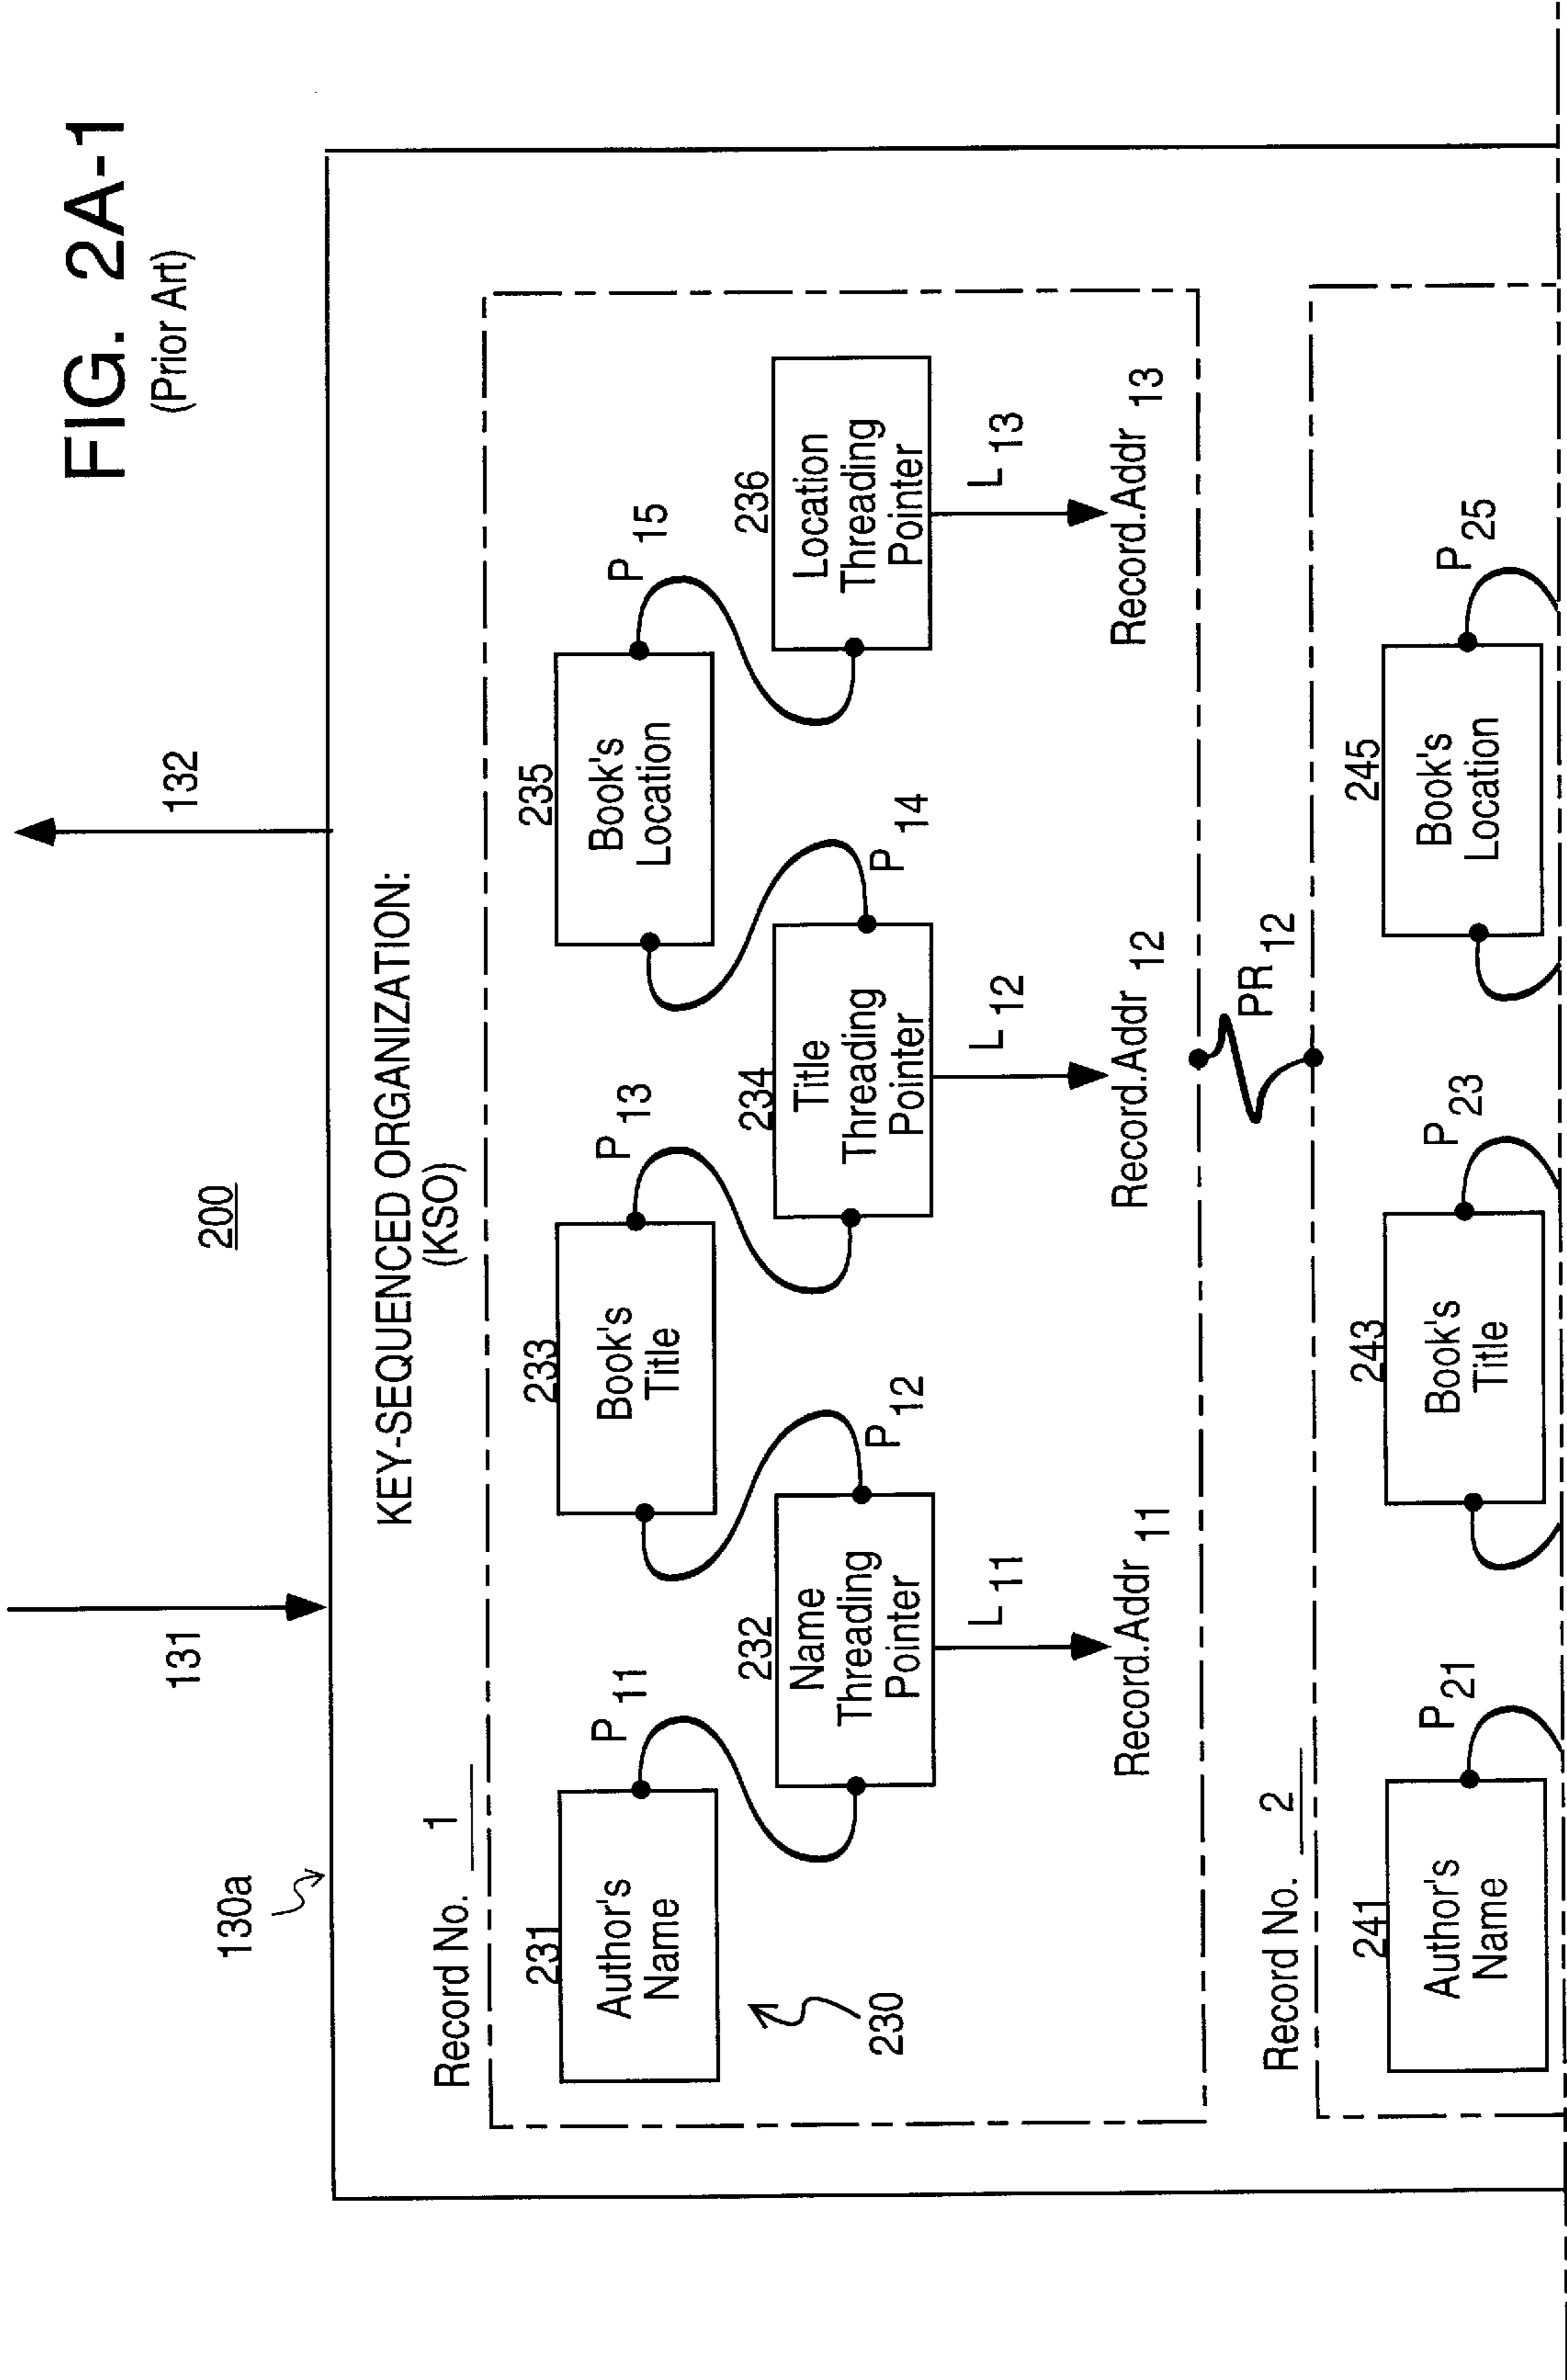 FIG. 2A-1
(Prior Art)
131
132
200
130a
KEY-SEQUENCED ORGANIZATION:
(KSO)
Record No. 1
231
Author's
Name
P 11
233
Book's
Title
P 13
235
Book's
Location
P 15
230
232
Name
Threading
Pointer
P 12
234
Title
Threading
Pointer
P 14
236
Location
Threading
Pointer
L 11
L 12
L 13
Record.Addr 11
Record.Addr 12
Record.Addr 13
PR 12
Record No. 2
241
Author's
Name
P 21
243
Book's
Title
P 23
245
Book's
Location
P 25